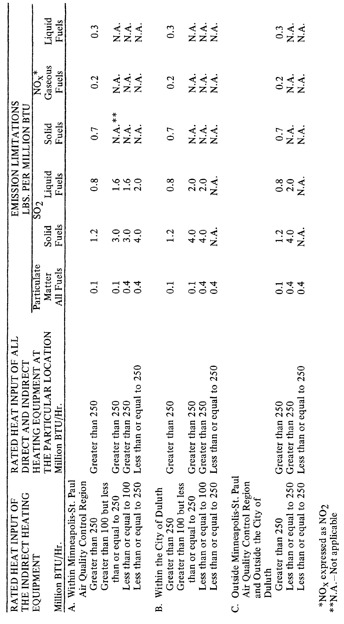 RATED HEAT INPUT OF THE INDIRECT HEATING EQUIPMENT
Million BTU/Hr.
RATED HEAT INPUT OF ALL DIRECT AND INDIRECT HEATING EQUIPMENT AT THE PARTICULAR LOCATION
Million BTU/Hr.
EMISSION LIMITATIONS
LBS. PER MILLION BTU
Particulate Matter SO2 NOx*
All Fuels Solid Fuels Liquid Fuels Solid Fuels Gaseous Fuels Liquid Fuels
A. Within Minneapolis-St. Paul
Air Quality Control Region
Greater than 250 Greater than 250 0.1 1.2 0.8 0.7 0.2 0.3
Greater than 100 but less
than or equal to 250 Greater than 250 0.1 3.0 1.6 N.A.** N.A. N.A.
Less than or equal to 100 Greater than 250 0.4 3.0 1.6 N.A. N.A. N.A.
Less than or equal to 250 Less than or equal to 250 0.4 4.0 2.0 N.A. N.A. N.A.
B. Within the City of Duluth
Greater than 250 Greater than 250 0.1 1.2 0.8 0.7 0.2 0.3
Greater than 100 but less
than or equal to 250 Greater than 250 0.1 4.0 2.0 N.A. N.A. N.A.
Less than or equal to 100 Greater than 250 0.4 4.0 2.0 N.A. N.A. N.A.
Less than or equal to 250 Less than or equal to 250 0.4 N.A. N.A. N.A. N.A. N.A.
C. Outside Minneapolis-St. Paul
Air Quality Control Region
and Outside the City of
Duluth
Greater than 250 Greater than 250 0.1 1.2 0.8 0.7 0.2 0.3
Less than or equal to 250 Greater than 250 0.4 4.0 2.0 N.A. N.A. N.A.
Less than or equal to 250 Less than or equal to 250 0.4 N.A. N.A. N.A. N.A. N.A.
*NOx expressed as NO2
**N.A.—Not applicable